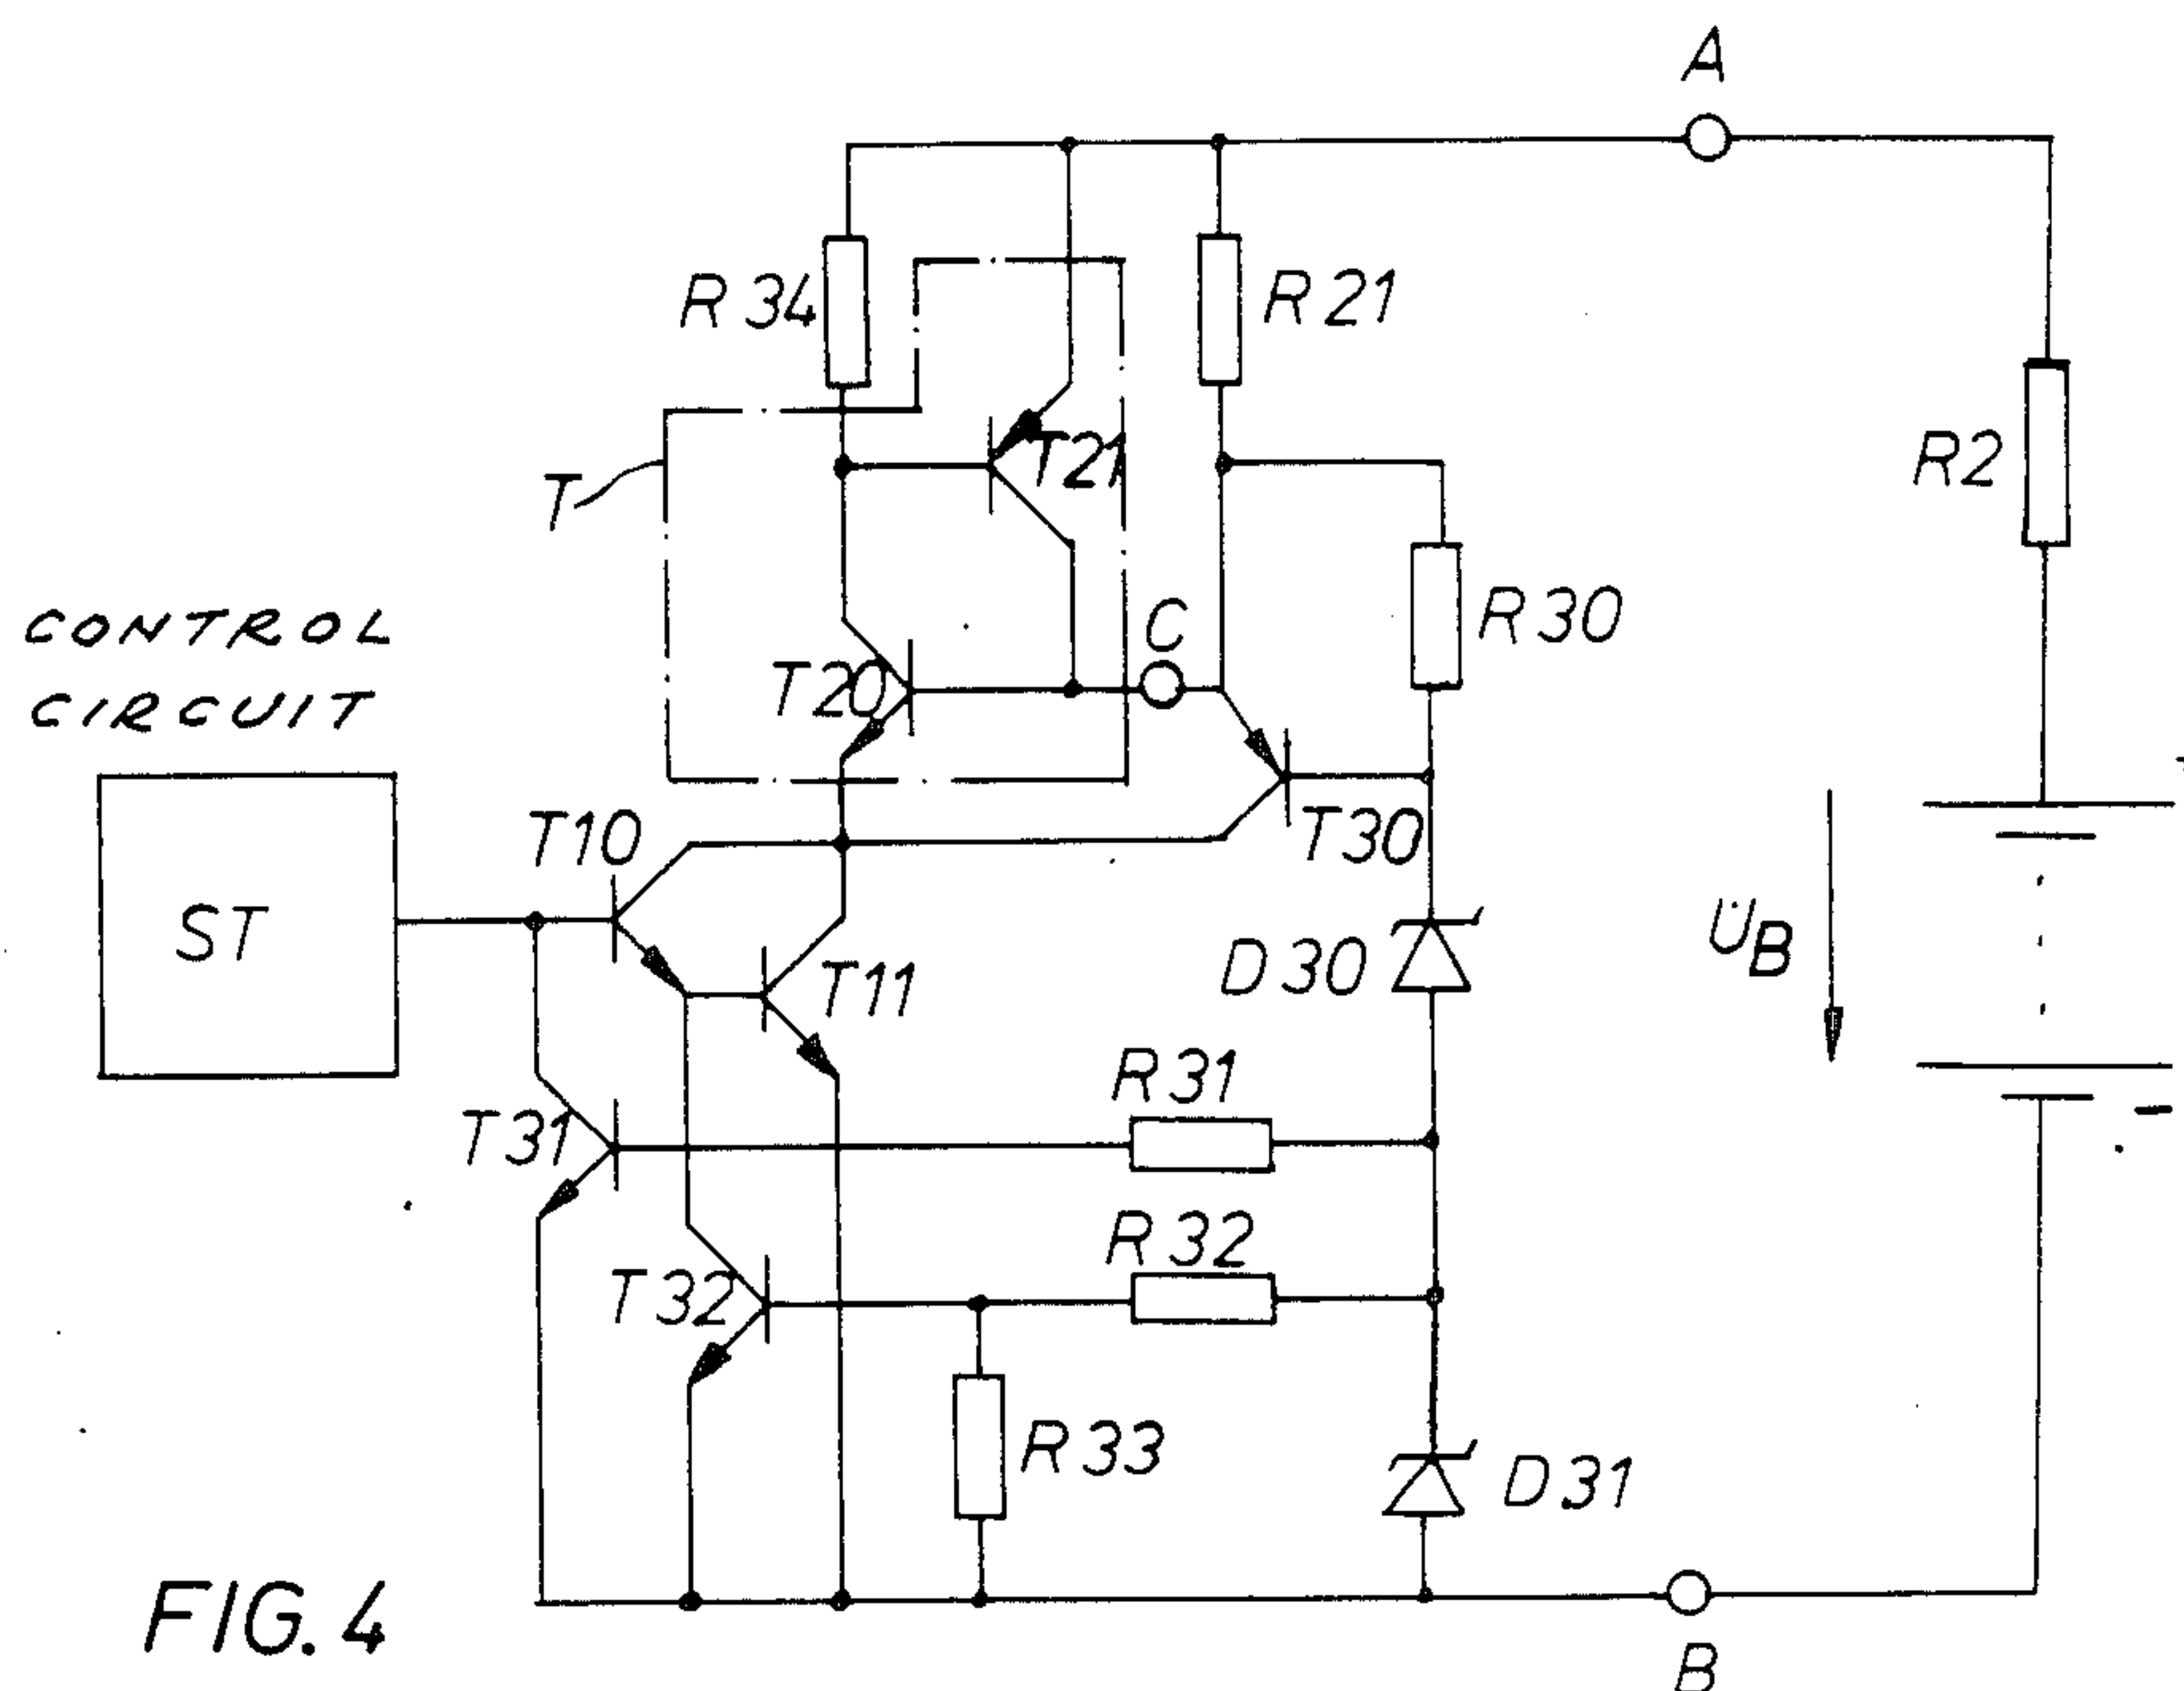 A
R34
R21
T21
R2
T
R30
C
CONTROL
CIRCUIT
T20
T10
T30
ST
U̇B
D30
T11
R31
T31
R32
T32
R33
D31
FIG. 4
B